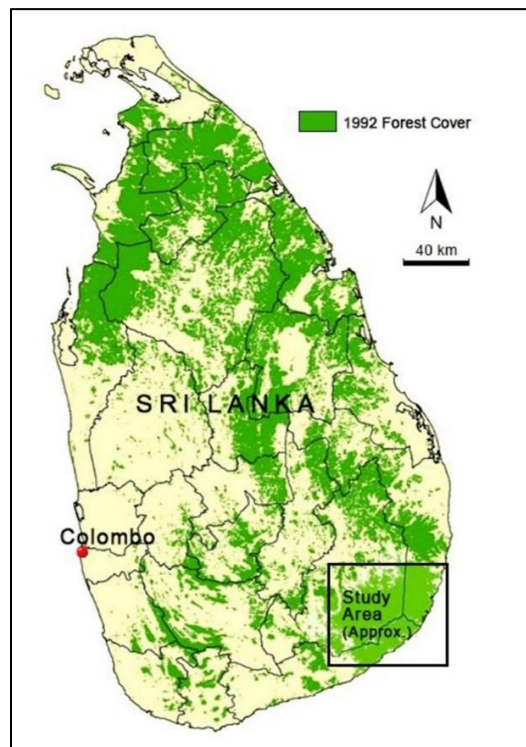 1992 Forest Cover
N
40 km
SRI LANKA
Colombo
Study
Area
(Approx.)